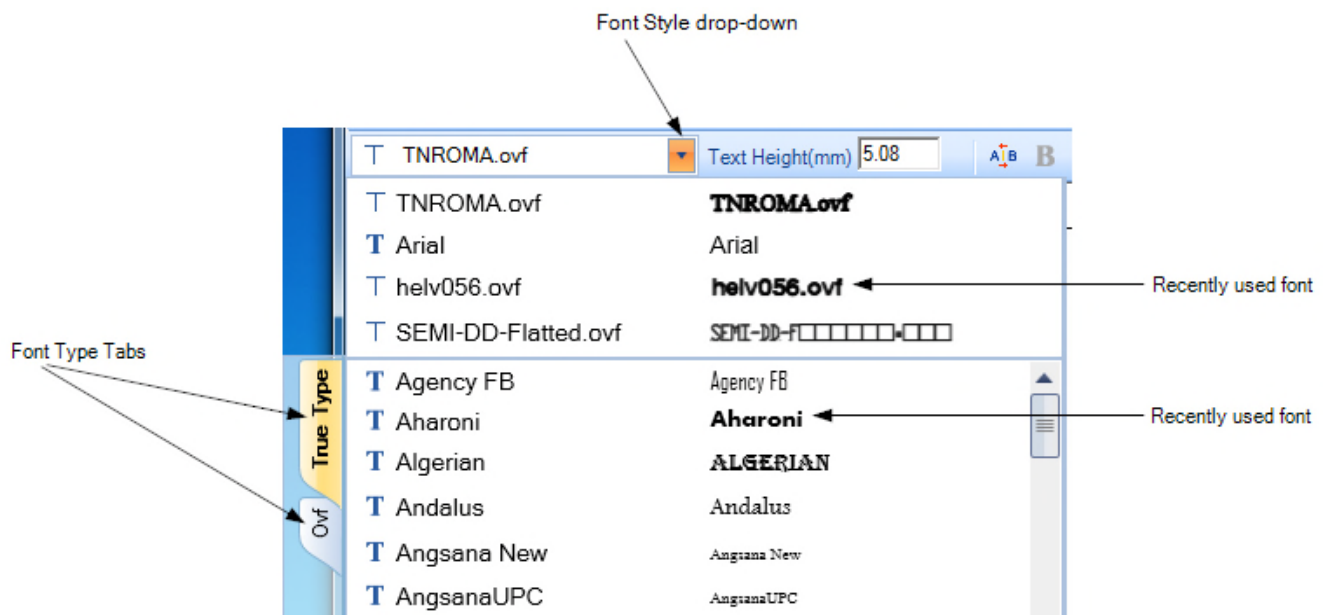 Font Style drop-down
TNROMA.ovf Text Height(mm) 5.08 A B B
TNROMA.ovf TNROMA.ovf
Arial Arial
helv056.ovf helv056.ovf Recently used font
SEMI-DD-Flatted.ovf SEMI-DD-F□□□□□□▪□□□
Font Type Tabs
True Type
Ovf
Agency FB Agency FB
Aharoni Aharoni Recently used font
Algerian ALGERIAN
Andalus Andalus
Angsana New Angsana New
AngsanaUPC AngsanaUPC